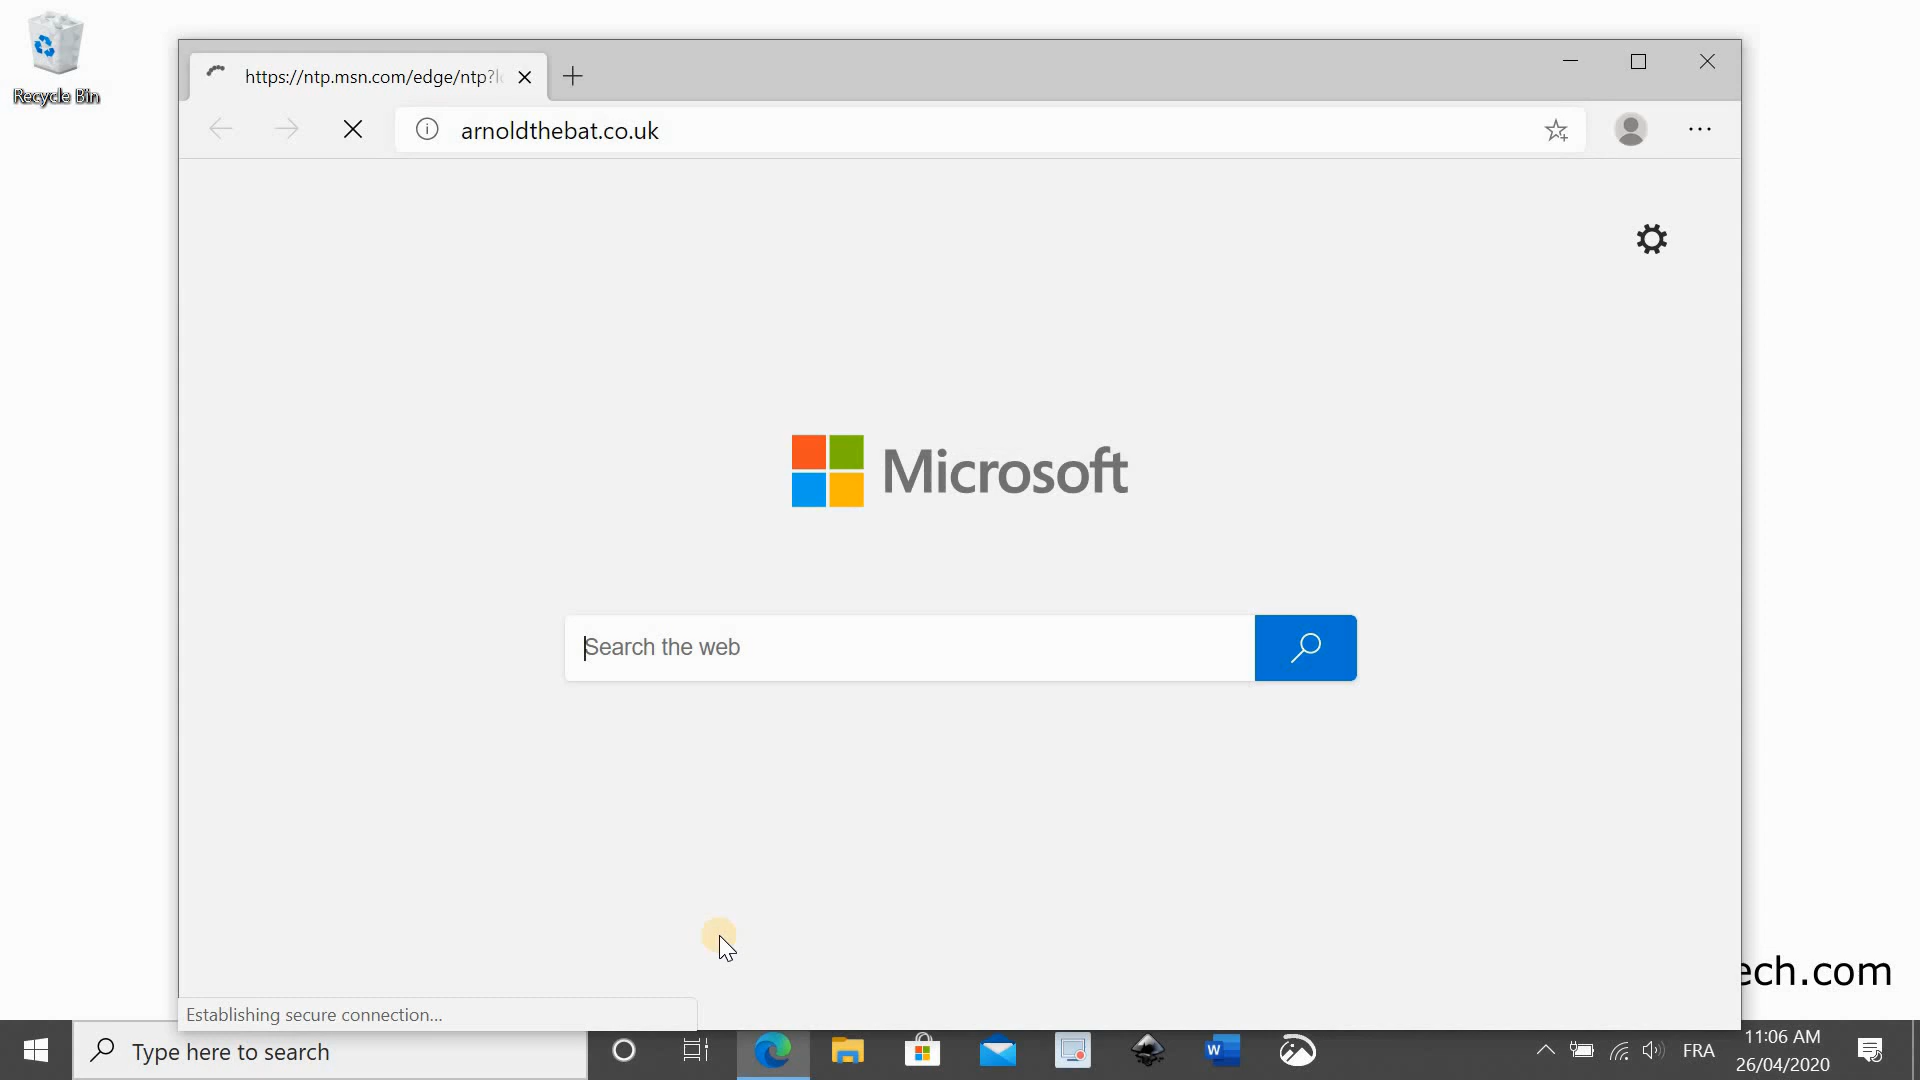 Recycle Bin
https://ntp.msn.com/edge/ntp?l
arnoldthebat.co.uk
Microsoft
Search the web
ech.com
Establishing secure connection...
Type here to search
W
FRA
11:06 AM
26/04/2020